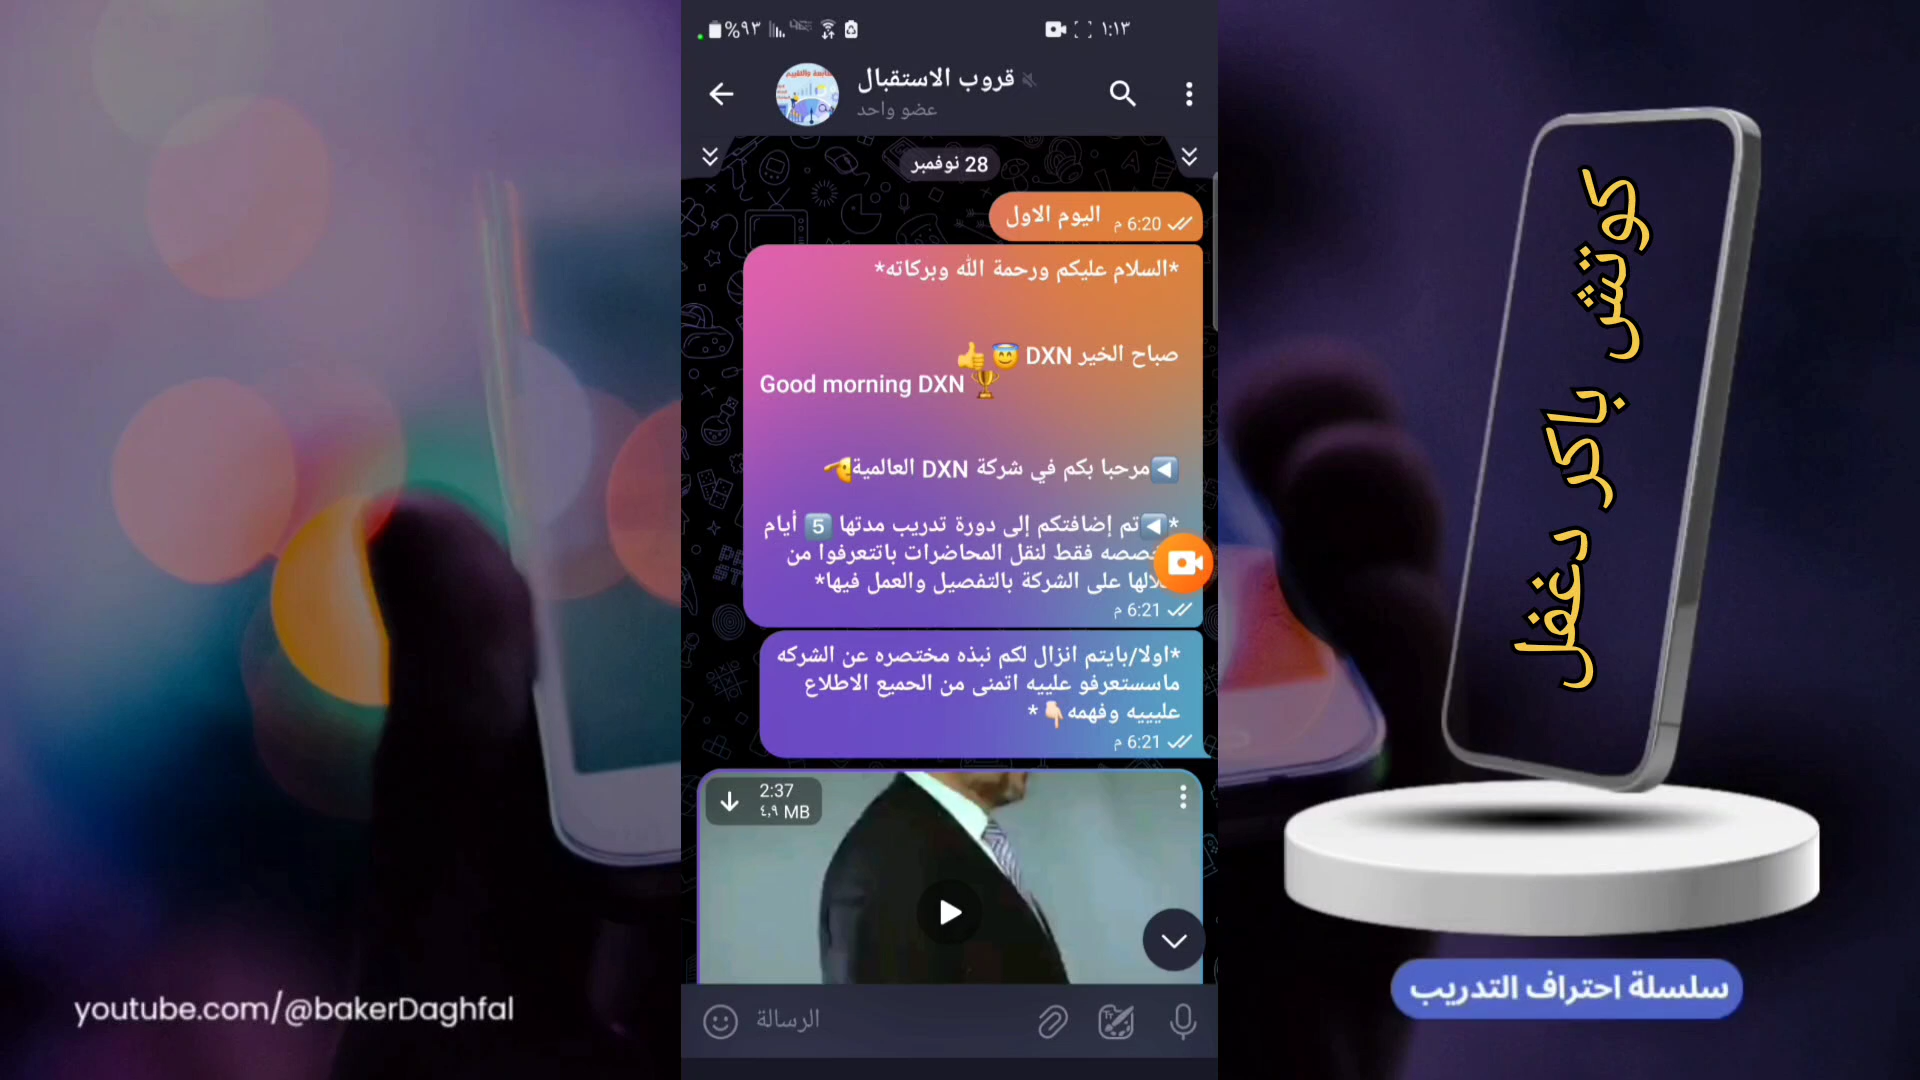 %٩٣
١:١٣
قروب الاستقبال
عضو واحد
28 نوفمبر
اليوم الاول
6:20 م
*السلام عليكم ورحمة الله وبركاته*
صباح الخير DXN 😇👍
Good morning DXN🏆
◀️مرحبا بكم في شركة DXN العالمية
*◀️تم إضافتكم إلى دورة تدريب مدتها 5️⃣ أيام
صصه فقط لنقل المحاضرات باتتعرفوا من
لالها على الشركة بالتفصيل والعمل فيها*
6:21 م
*اولا/بايتم انزال لكم نبذه مختصره عن الشركه
ماسستعرفو علييه اتمنى من الحميع الاطلاع
عليييه وفهمه👇🏻*
6:21 م
2:37
٤,٩ MB
الرسالة
كوتش باكر دغفل
سلسلة احتراف التدريب
youtube.com/@bakerDaghfal